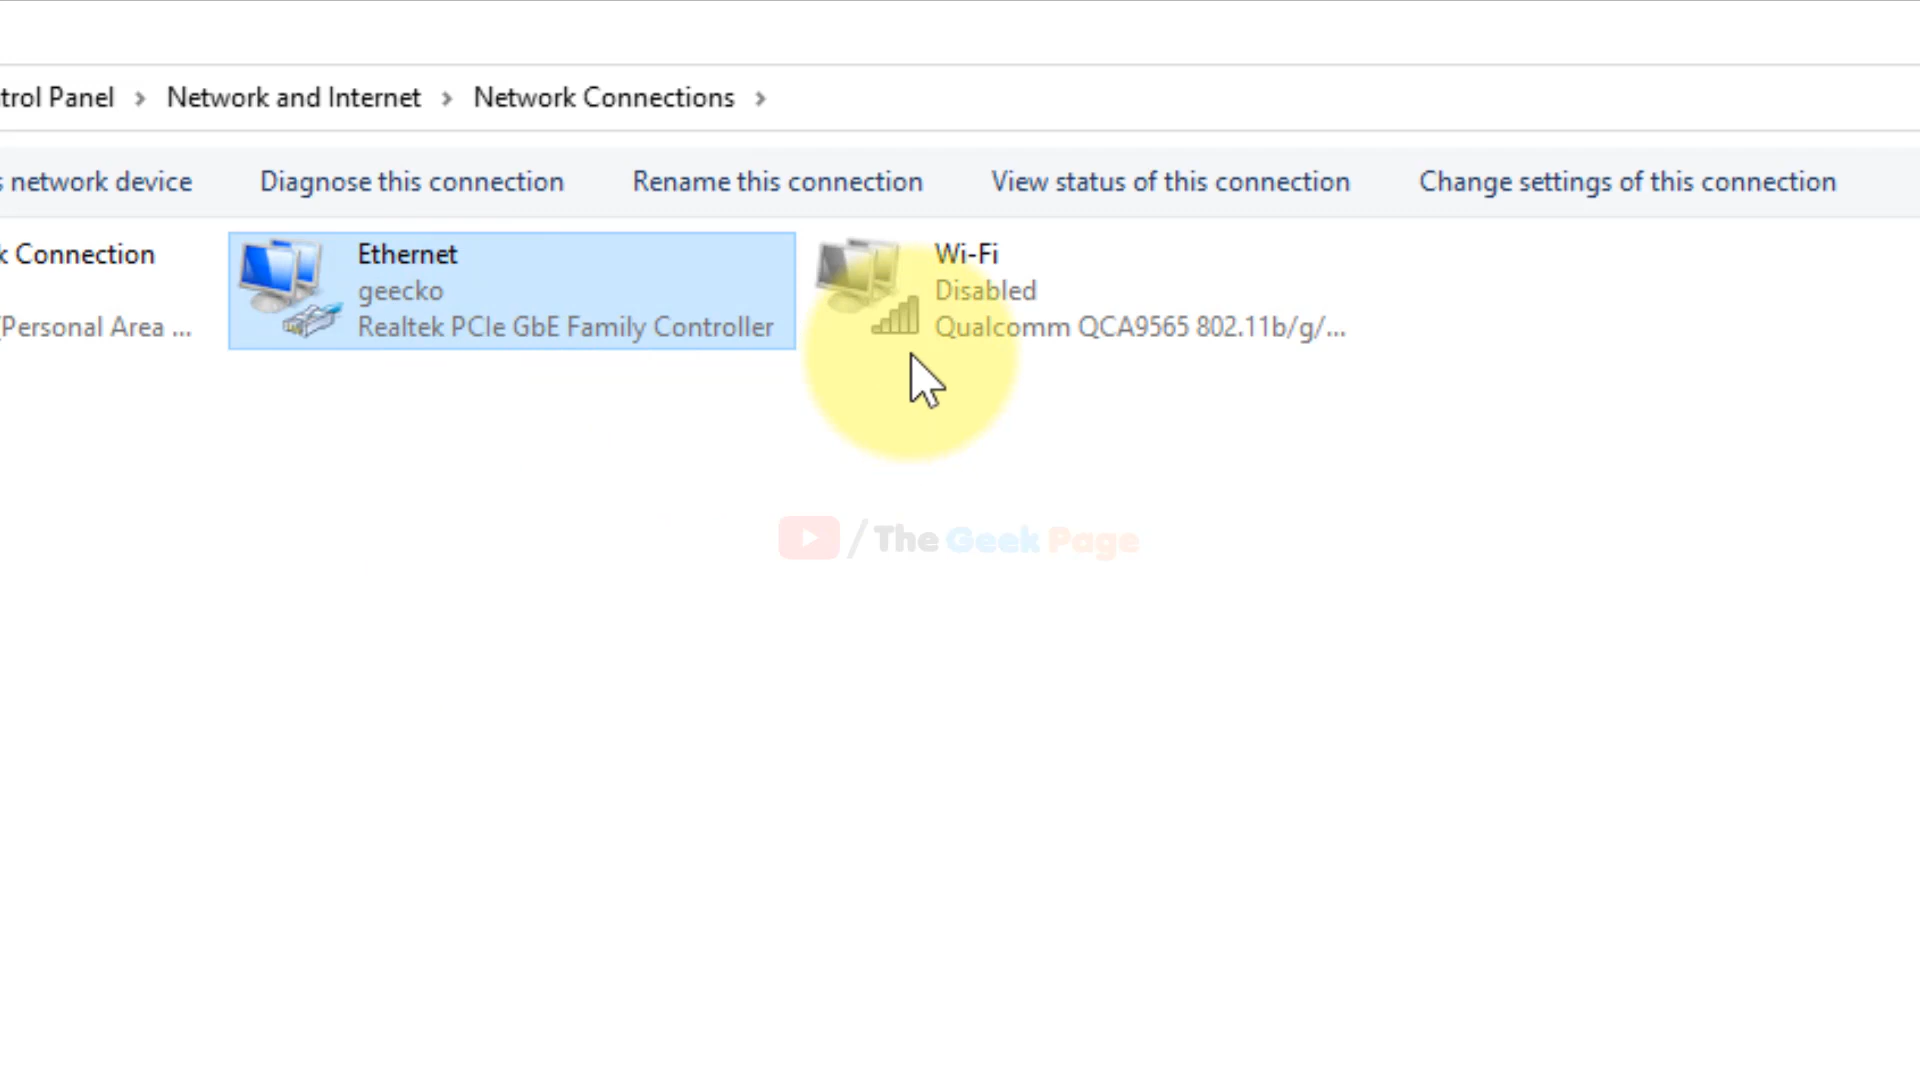 trol Panel > Network and Internet > Network Connections >
s network device Diagnose this connection Rename this connection View status of this connection Change settings of this connection
k Connection
(Personal Area ...
Ethernet
geecko
Realtek PCIe GbE Family Controller
Wi-Fi
Disabled
Qualcomm QCA9565 802.11b/g/...
/The Geek Page